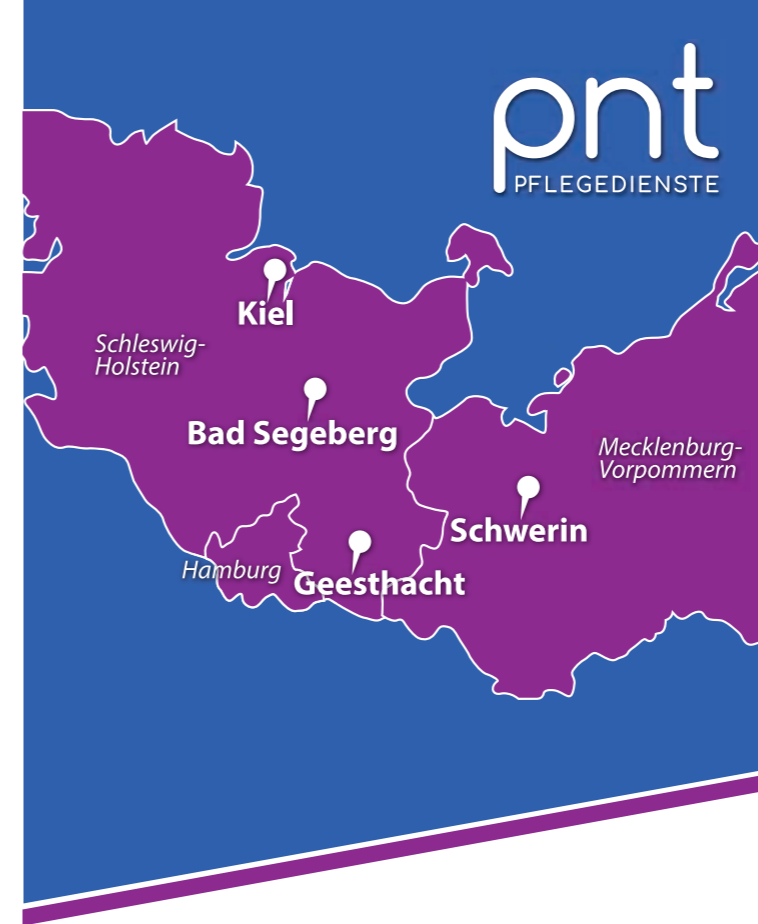 pnt
PFLEGEDIENSTE
Kiel
Schleswig-
Holstein
Bad Segeberg
Mecklenburg-
Vorpommern
Schwerin
Hamburg
Geesthacht